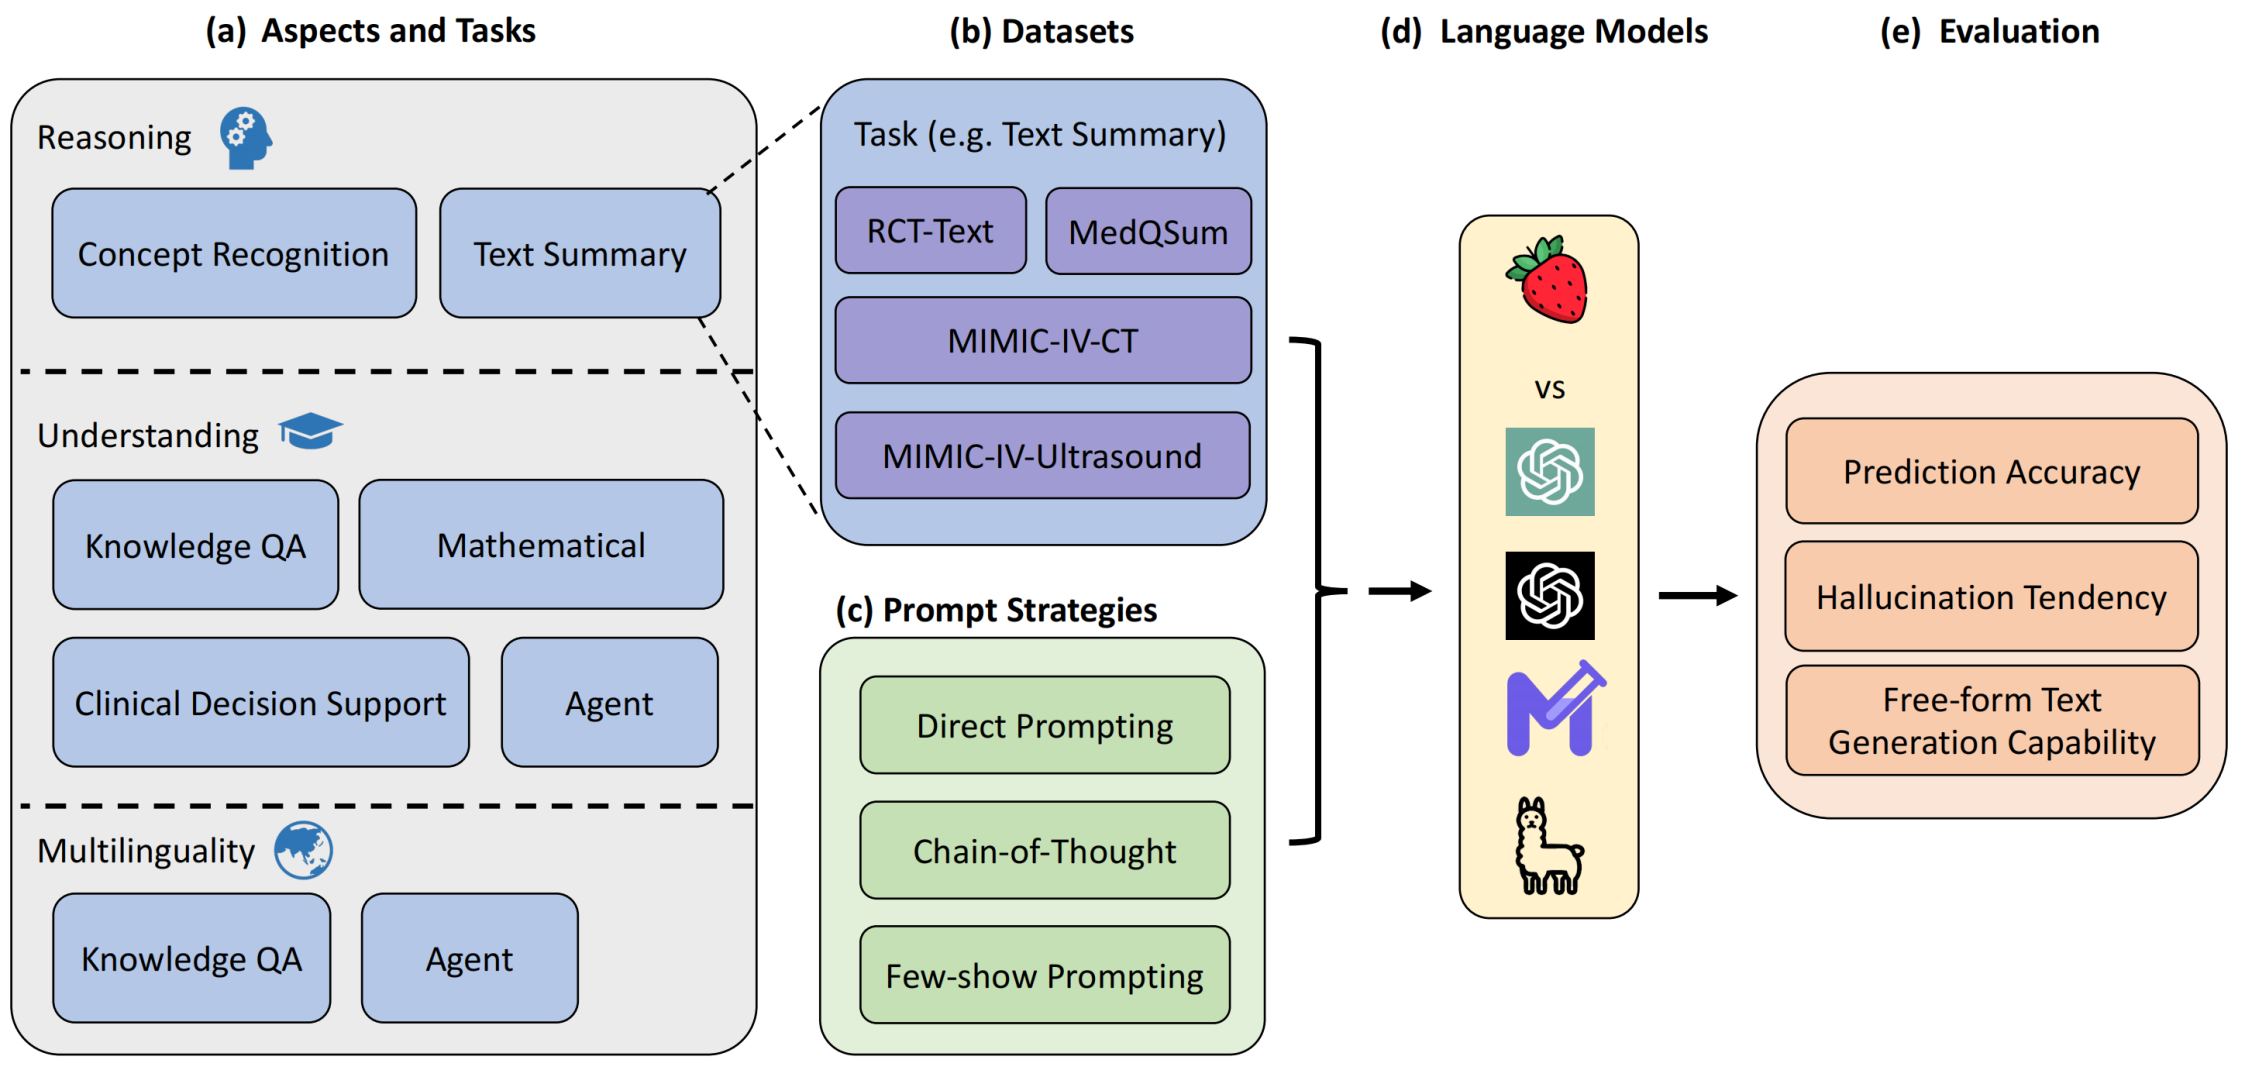 (a) Aspects and Tasks
Reasoning
Concept Recognition
Text Summary
Understanding
Knowledge QA
Mathematical
Clinical Decision Support
Agent
Multilinguality
Knowledge QA
Agent
(b) Datasets
Task (e.g. Text Summary)
RCT-Text
MedQSum
MIMIC-IV-CT
MIMIC-IV-Ultrasound
(c) Prompt Strategies
Direct Prompting
Chain-of-Thought
Few-show Prompting
(d) Language Models
vs
(e) Evaluation
Prediction Accuracy
Hallucination Tendency
Free-form Text
Generation Capability